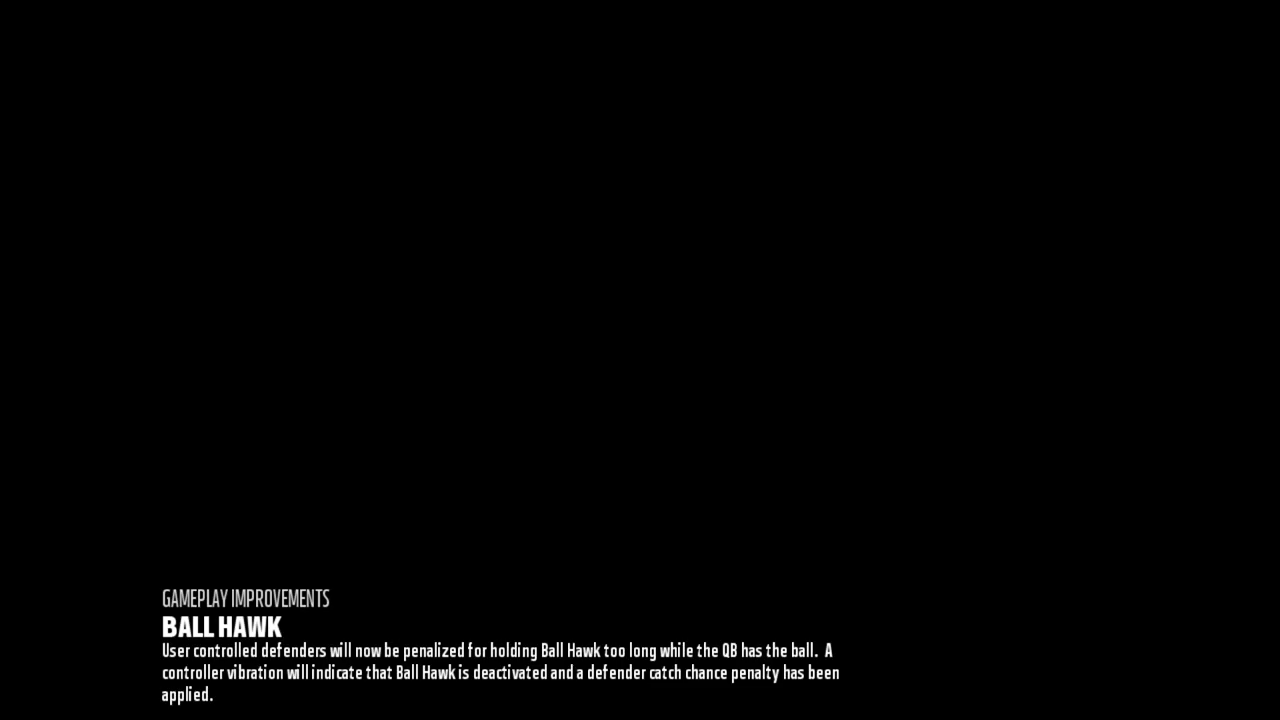 GAMEPLAY IMPROVEMENTS
BALL HAWK
User controlled defenders will now be penalized for holding Ball Hawk too long while the QB has the ball.  A
controller vibration will indicate that Ball Hawk is deactivated and a defender catch chance penalty has been
applied.